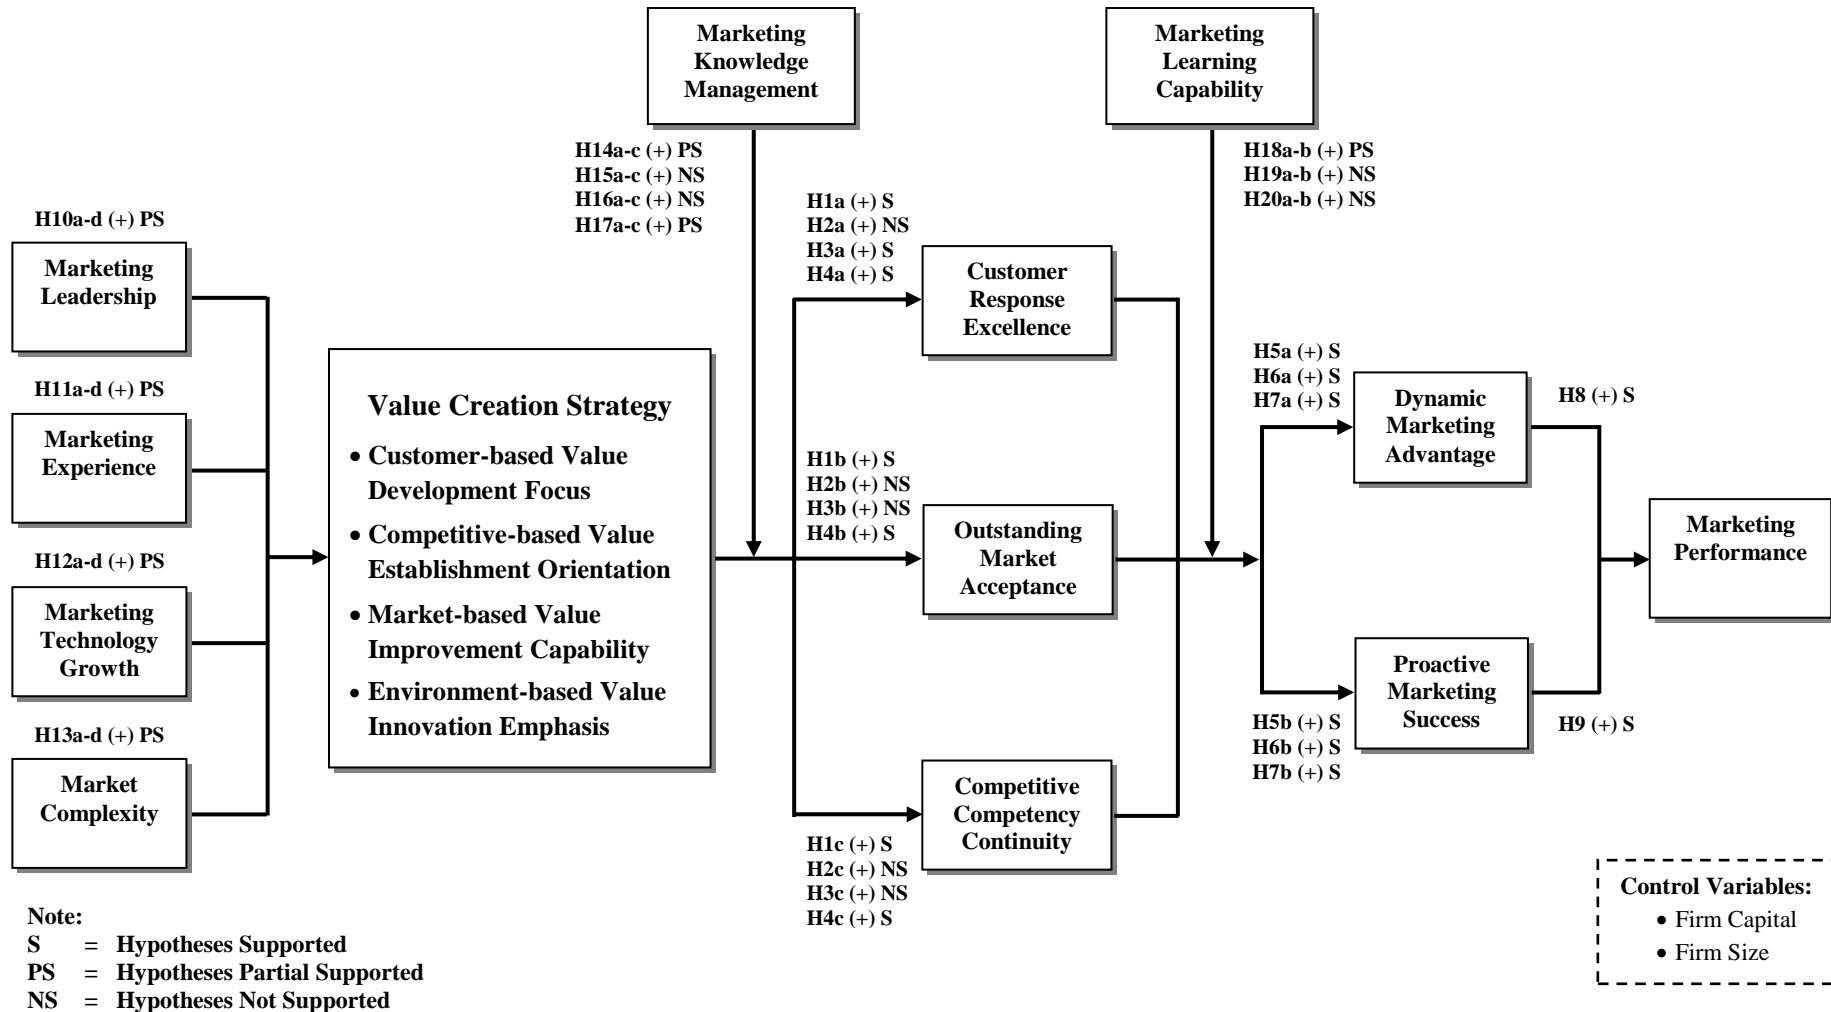 Marketing
Knowledge
Management
Marketing
Learning
Capability
H14a-c (+) PS
H15a-c (+) NS
H16a-c (+) NS
H17a-c (+) PS
H18a-b (+) PS
H19a-b (+) NS
H20a-b (+) NS
H10a-d (+) PS
Marketing
Leadership
H11a-d (+) PS
Marketing
Experience
H12a-d (+) PS
Marketing
Technology
Growth
H13a-d (+) PS
Market
Complexity
Value Creation Strategy
• Customer-based Value
Development Focus
• Competitive-based Value
Establishment Orientation
• Market-based Value
Improvement Capability
• Environment-based Value
Innovation Emphasis
H1a (+) S
H2a (+) NS
H3a (+) S
H4a (+) S
Customer
Response
Excellence
H1b (+) S
H2b (+) NS
H3b (+) NS
H4b (+) S
Outstanding
Market
Acceptance
Competitive
Competency
Continuity
H1c (+) S
H2c (+) NS
H3c (+) NS
H4c (+) S
H5a (+) S
H6a (+) S
H7a (+) S
Dynamic
Marketing
Advantage
H8 (+) S
Marketing
Performance
Proactive
Marketing
Success
H5b (+) S
H6b (+) S
H7b (+) S
H9 (+) S
Control Variables:
• Firm Capital
• Firm Size
Note:
S = Hypotheses Supported
PS = Hypotheses Partial Supported
NS = Hypotheses Not Supported